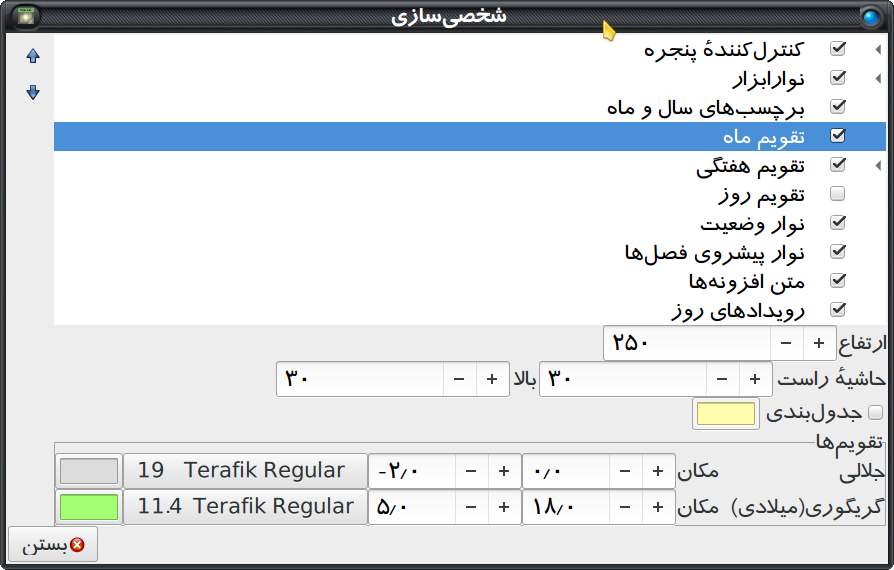 شخصی‌سازی
کنترل‌کنندهٔ پنجره
نوارابزار
برچسب‌های سال و ماه
تقویم ماه
تقویم هفتگی
تقویم روز
نوار وضعیت
نوار پیشروی فصل‌ها
متن افزونه‌ها
رویدادهای روز
ارتفاع + − ۲۵۰
حاشیهٔ راست + − ۳۰ بالا + − ۳۰
جدول‌بندی
تقویم‌ها
جلالی مکان + − ۰٫۰ + − -۲٫۰ 19 Terafik Regular
گریگوری(میلادی) مکان + − ۱۸٫۰ + − ۵٫۰ 11.4 Terafik Regular
بستن